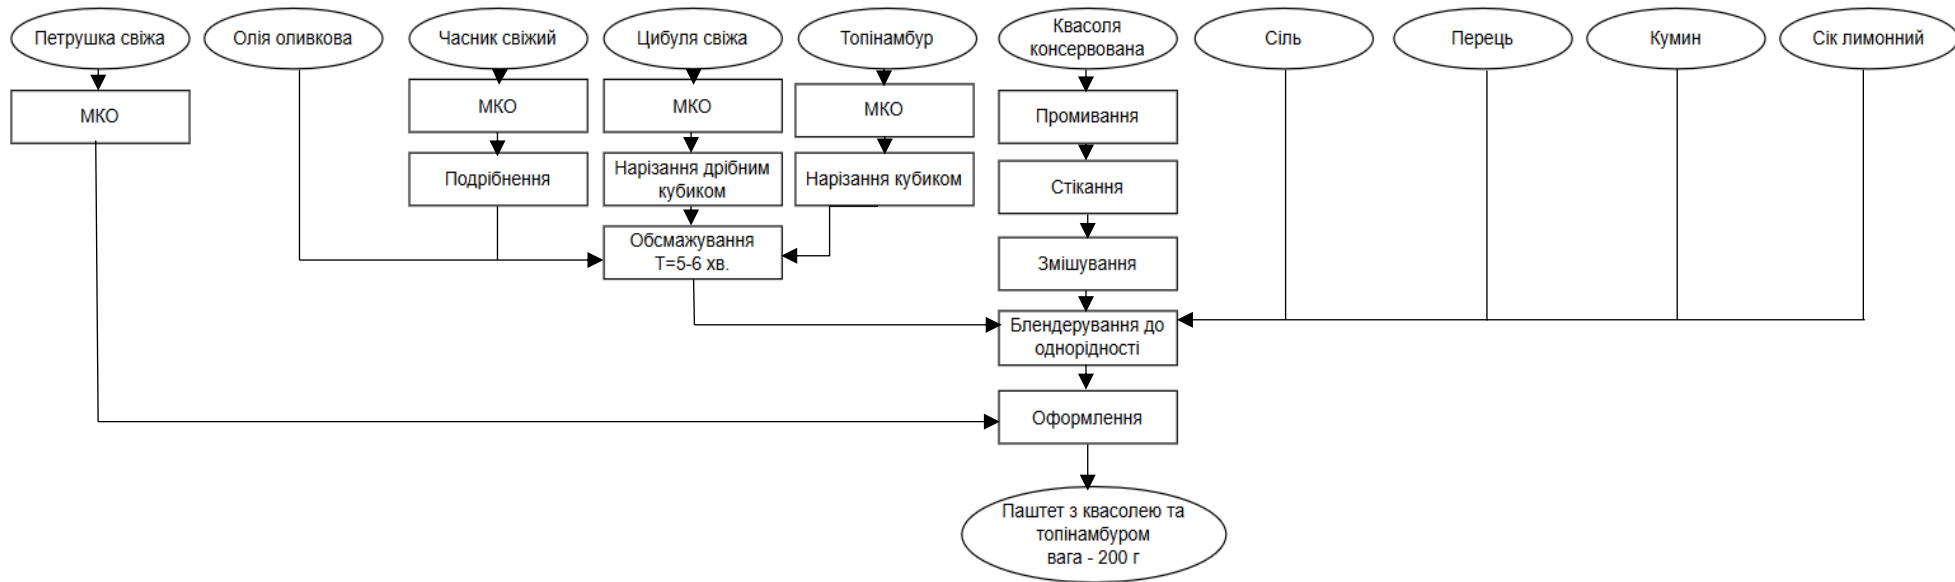 Петрушка свіжа
Олія оливкова
Часник свіжий
Цибуля свіжа
Топінамбур
Квасоля
консервована
Сіль
Перець
Кумин
Сік лимонний
МКО
МКО
МКО
МКО
Промивання
Подрібнення
Нарізання дрібним
кубиком
Нарізання кубиком
Стікання
Обсмажування
Т=5-6 хв.
Змішування
Блендерування до
однорідності
Оформлення
Паштет з квасолею та
топінамбуром
вага - 200 г